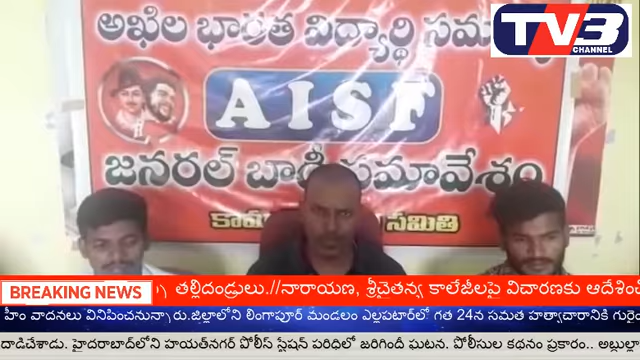 అఖిల భారత విద్యార్థి సమాఖ్య
TV3
CHANNEL
AISF
జనరల్ బాడీ సమావేశం
సమితి
BREAKING NEWS
తల్లిదండ్రులు.//నారాయణ, శ్రీచైతన్య కాలేజీలపై విచారణకు ఆదేశించి
హీం వాదనలు వినిపించనున్నారు.జిల్లాలోని లింగాపూర్ మండలం ఎల్లపటార్‌లో గత 24న సమత హత్యాచారానికి గురైం
దాడిచేశాడు. హైదరాబాద్‌లోని హయత్‌నగర్ పోలీస్ స్టేషన్ పరిధిలో జరిగింది ఘటన. పోలీసుల కథనం ప్రకారం.. అబ్దుల్లా